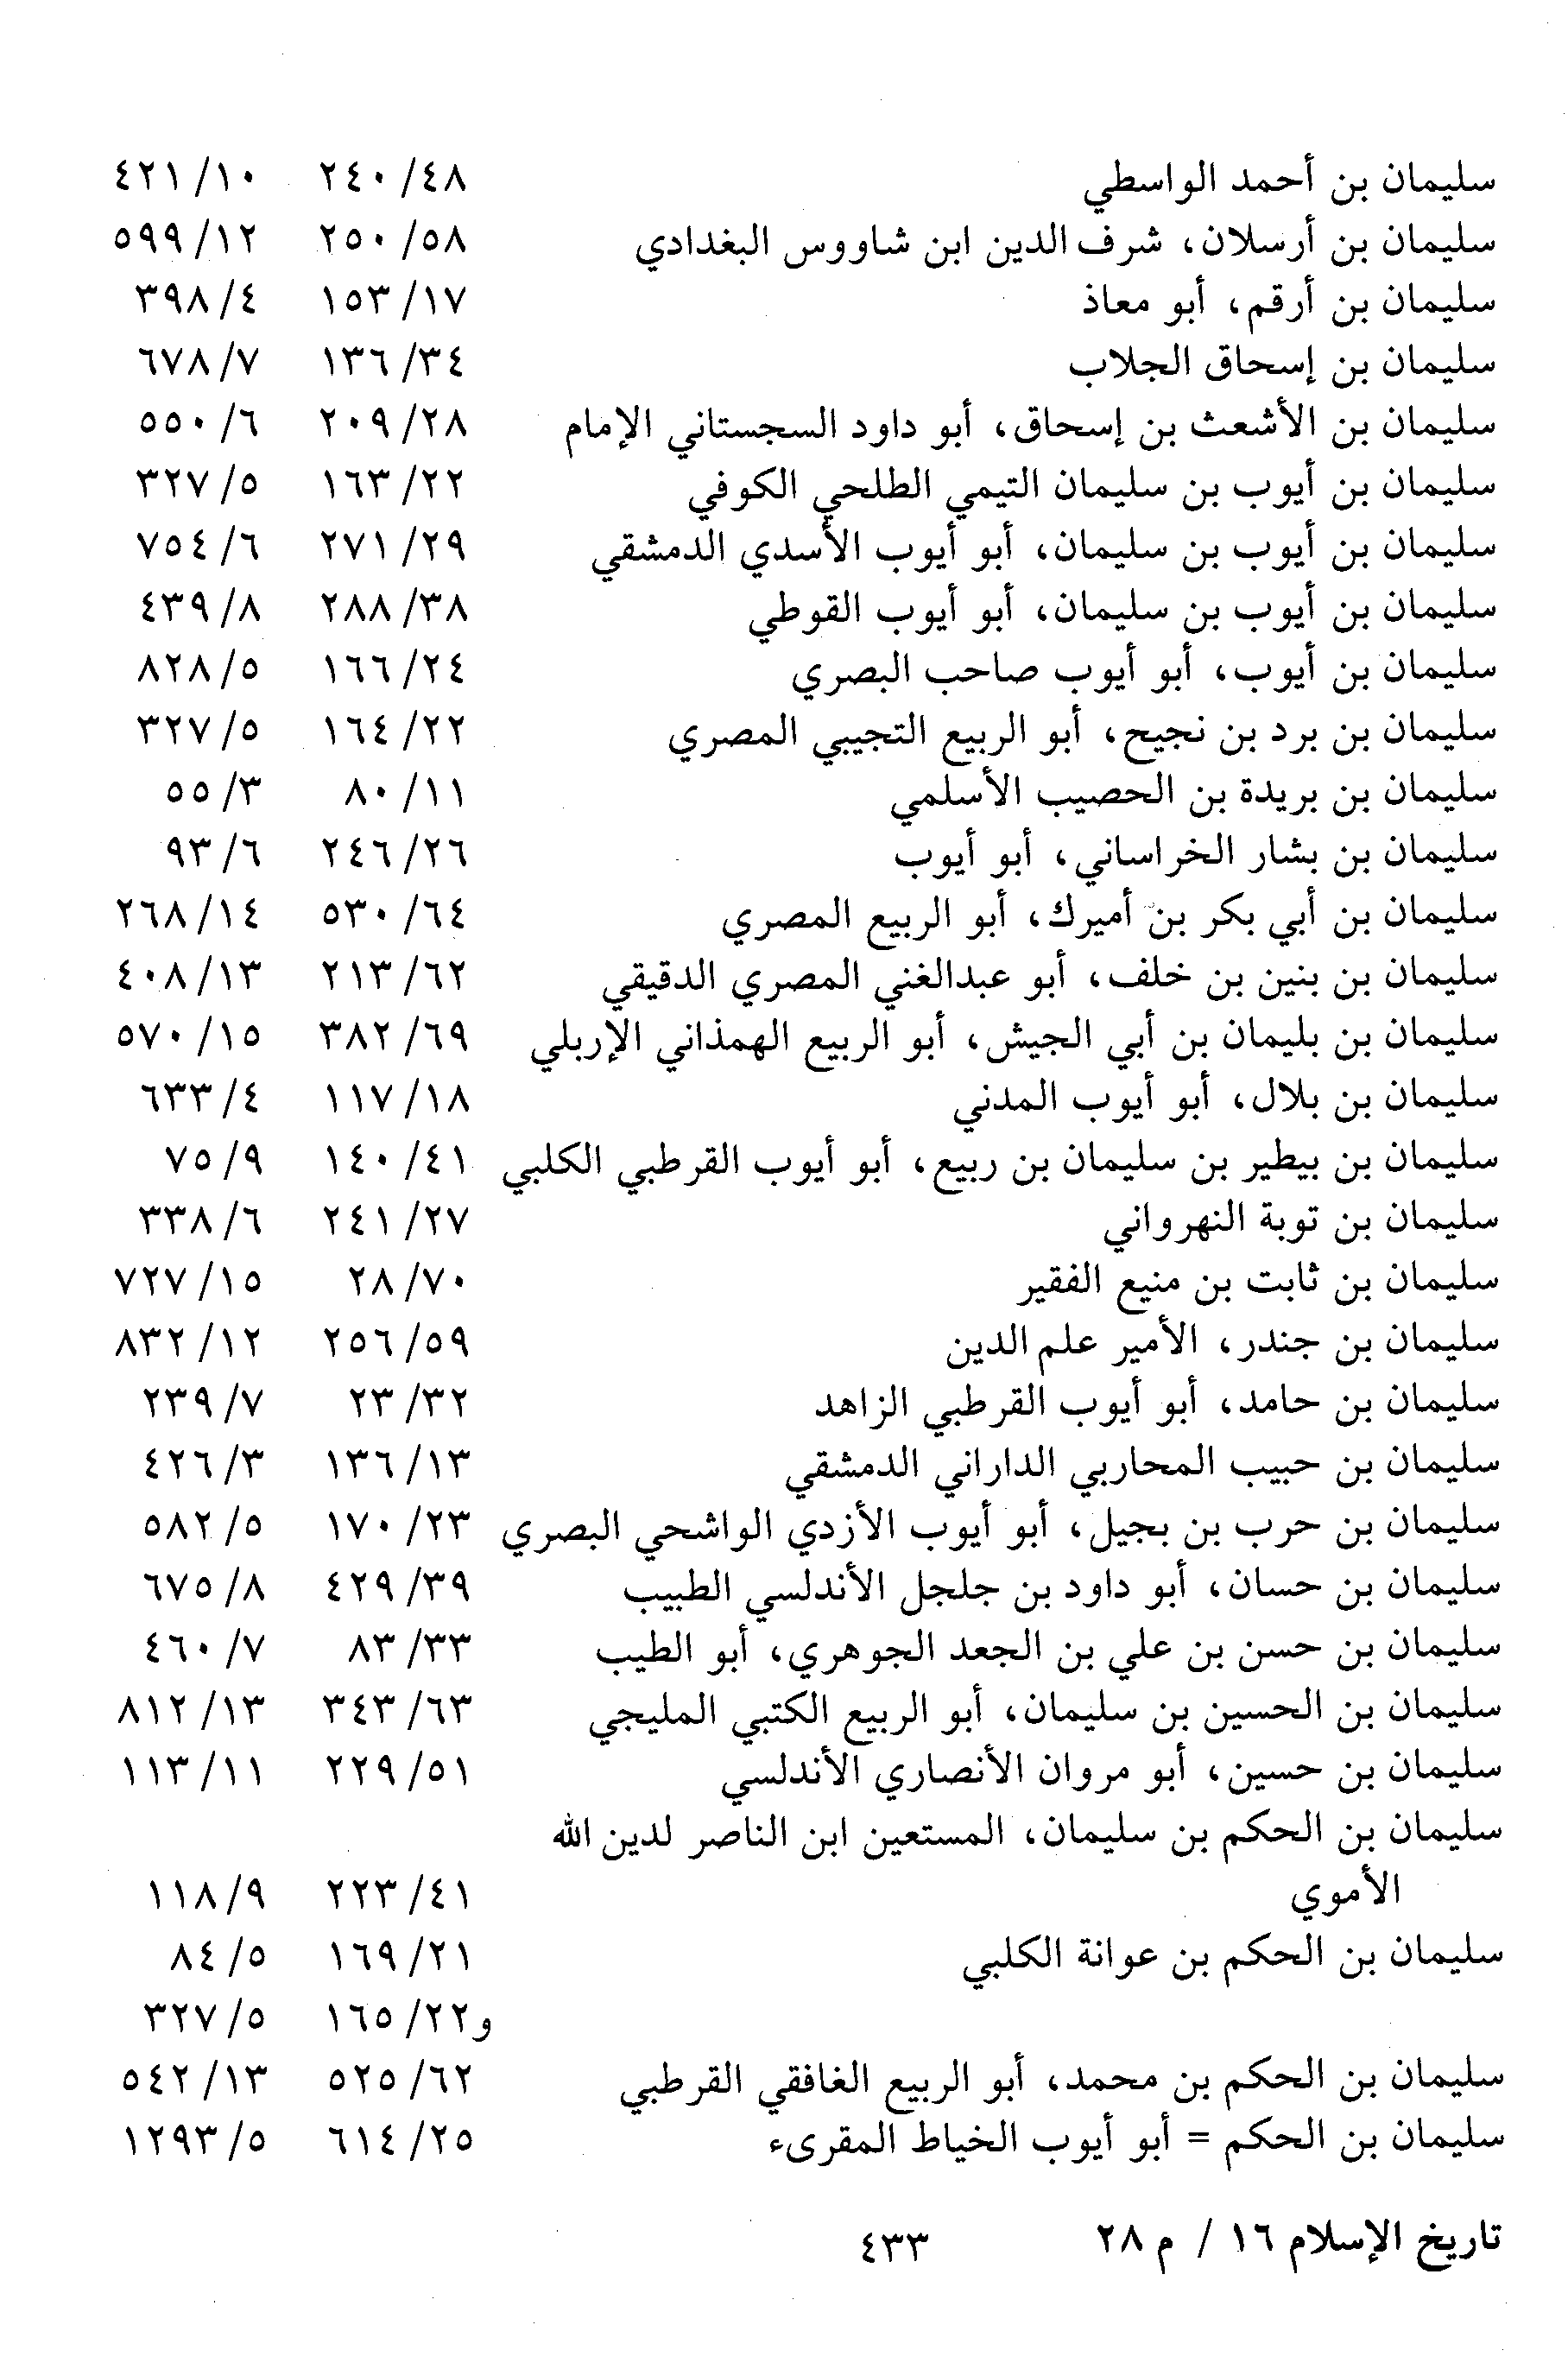 سليمان بن أحمد الواسطي ٢٤٠/٤٨ ٤٢١/١٠
سليمان بن أرسلان، شرف الدين ابن شاووس البغدادي ٢٥٠/٥٨ ٥٩٩/١٢
سليمان بن أرقم، أبو معاذ ١٥٣/١٧ ٣٩٨/٤
سليمان بن إسحاق الجلاب ١٣٦/٣٤ ٦٧٨/٧
سليمان بن الأشعث بن إسحاق، أبو داود السجستاني الإمام ٢٠٩/٢٨ ٥٥٠/٦
سليمان بن أيوب بن سليمان التيمي الطلحي الكوفي ١٦٣/٢٢ ٣٢٧/٥
سليمان بن أيوب بن سليمان، أبو أيوب الأسدي الدمشقي ٢٧١/٢٩ ٧٥٤/٦
سليمان بن أيوب بن سليمان، أبو أيوب القوطي ٢٨٨/٣٨ ٤٣٩/٨
سليمان بن أيوب، أبو أيوب صاحب البصري ١٦٦/٢٤ ٨٢٨/٥
سليمان بن برد بن نجيح، أبو الربيع التجيبي المصري ١٦٤/٢٢ ٣٢٧/٥
سليمان بن بريدة بن الحصيب الأسلمي ٨٠/١١ ٥٥/٣
سليمان بن بشار الخراساني، أبو أيوب ٢٤٦/٢٦ ٩٣/٦
سليمان بن أبي بكر بن أميرك، أبو الربيع المصري ٥٣٠/٦٤ ٢٦٨/١٤
سليمان بن بنين بن خلف، أبو عبدالغني المصري الدقيقي ٢١٣/٦٢ ٤٠٨/١٣
سليمان بن بليمان بن أبي الجيش، أبو الربيع الهمذاني الإربلي ٣٨٢/٦٩ ٥٧٠/١٥
سليمان بن بلال، أبو أيوب المدني ١١٧/١٨ ٦٣٣/٤
سليمان بن بيطير بن سليمان بن ربيع، أبو أيوب القرطبي الكلبي ١٤٠/٤١ ٧٥/٩
سليمان بن توبة النهرواني ٢٤١/٢٧ ٣٣٨/٦
سليمان بن ثابت بن منيع الفقير ٢٨/٧٠ ٧٢٧/١٥
سليمان بن جندر، الأمير علم الدين ٢٥٦/٥٩ ٨٣٢/١٢
سليمان بن حامد، أبو أيوب القرطبي الزاهد ٢٣/٣٢ ٢٣٩/٧
سليمان بن حبيب المحاربي الداراني الدمشقي ١٣٦/١٣ ٤٢٦/٣
سليمان بن حرب بن بجيل، أبو أيوب الأزدي الواشحي البصري ١٧٠/٢٣ ٥٨٢/٥
سليمان بن حسان، أبو داود بن جلجل الأندلسي الطبيب ٤٢٩/٣٩ ٦٧٥/٨
سليمان بن حسن بن علي بن الجعد الجوهري، أبو الطيب ٨٣/٣٣ ٤٦٠/٧
سليمان بن الحسين بن سليمان، أبو الربيع الكتبي المليجي ٣٤٣/٦٣ ٨١٢/١٣
سليمان بن حسين، أبو مروان الأنصاري الأندلسي ٢٢٩/٥١ ١١٣/١١
سليمان بن الحكم بن سليمان، المستعين ابن الناصر لدين الله
الأموي ٢٢٣/٤١ ١١٨/٩
سليمان بن الحكم بن عوانة الكلبي ١٦٩/٢١ ٨٤/٥
و١٦٥/٢٢ ٣٢٧/٥
سليمان بن الحكم بن محمد، أبو الربيع الغافقي القرطبي ٥٢٥/٦٢ ٥٤٢/١٣
سليمان بن الحكم = أبو أيوب الخياط المقرىء ٦١٤/٢٥ ١٢٩٣/٥
تاريخ الإسلام ١٦ / م ٢٨ ٤٣٣